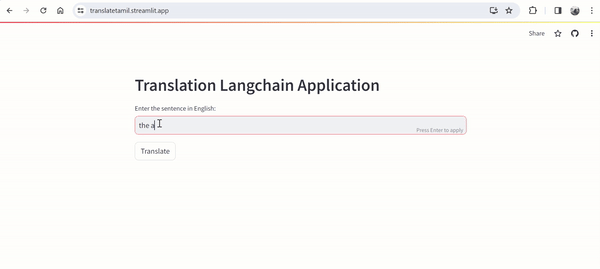 translatetamil.streamlit.app
Share
Translation Langchain Application
Enter the sentence in English:
the a
Press Enter to apply
Translate